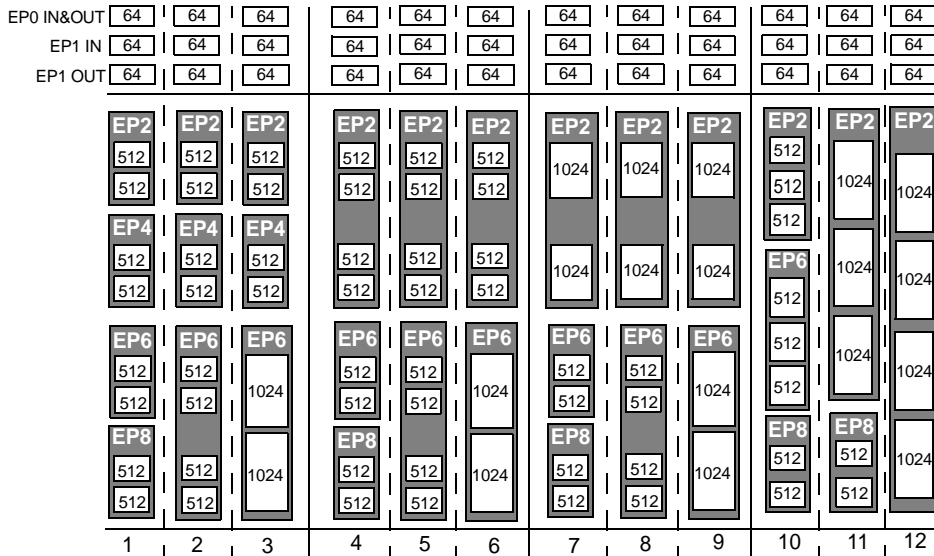 EP0 IN&OUT 64 64 64 64 64 64 64 64 64 64 64 64
EP1 IN 64 64 64 64 64 64 64 64 64 64 64 64
EP1 OUT 64 64 64 64 64 64 64 64 64 64 64 64
EP2 EP2 EP2 EP2 EP2 EP2 EP2 EP2 EP2 EP2 EP2 EP2
512 512 512 512 512 512 1024 1024 1024 512 1024 1024
512 512 512 512 512 512 512
512
EP4 EP4 EP4
512 512 512 512 512 512 1024 1024 1024 EP6 1024 1024
512 512 512 512 512 512 512
EP6 EP6 EP6 EP6 EP6 EP6 EP6 EP6 EP6 512 1024
512 512 1024 512 512 1024 512 512 1024 512 1024
512 512 512 512 512 512
EP8 EP8 EP8 EP8 EP8
512 512 1024 512 512 1024 512 512 1024 512 512 1024
512 512 512 512 512 512 512 512
1 2 3 4 5 6 7 8 9 10 11 12